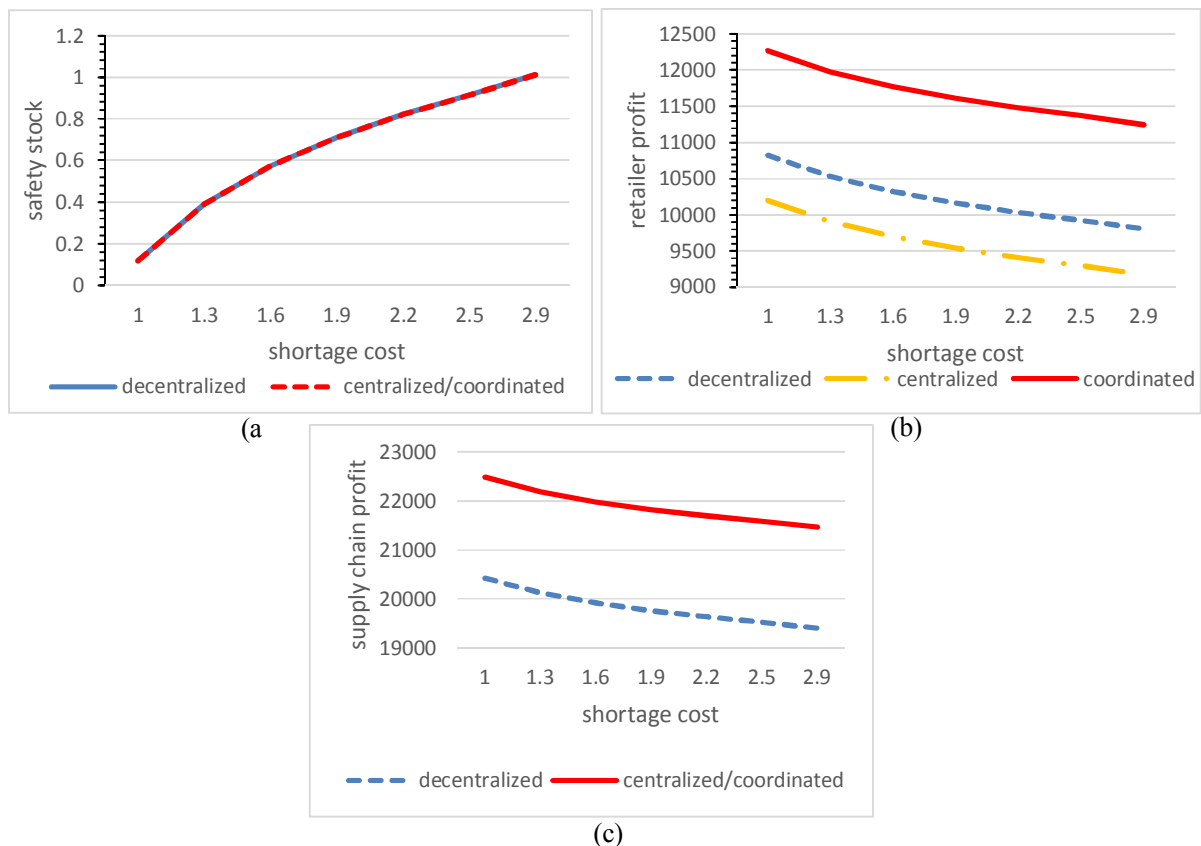 1.2
1
0.8
0.6
0.4
0.2
0
safety stock
1 1.3 1.6 1.9 2.2 2.5 2.9
shortage cost
decentralized centralized/coordinated
(a
12500
12000
11500
11000
10500
10000
9500
9000
retailer profit
1 1.3 1.6 1.9 2.2 2.5 2.9
shortage cost
decentralized centralized coordinated
(b)
23000
22000
21000
20000
19000
supply chain profit
1 1.3 1.6 1.9 2.2 2.5 2.9
shortage cost
decentralized centralized/coordinated
(c)